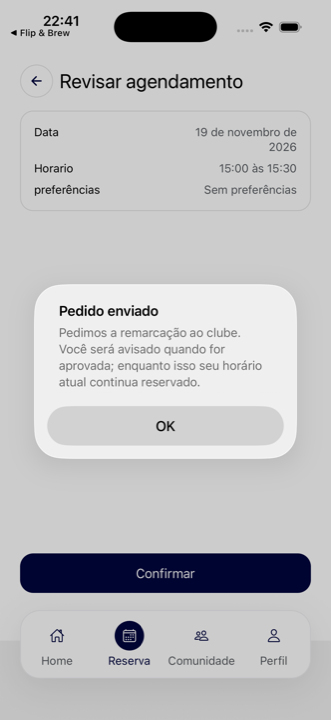 22:41
◀ Flip & Brew
Revisar agendamento
Data
19 de novembro de
2026
Horario
15:00 às 15:30
preferências
Sem preferências
Pedido enviado
Pedimos a remarcação ao clube.
Você será avisado quando for
aprovada; enquanto isso seu horário
atual continua reservado.
OK
Confirmar
Home
Reserva
Comunidade
Perfil